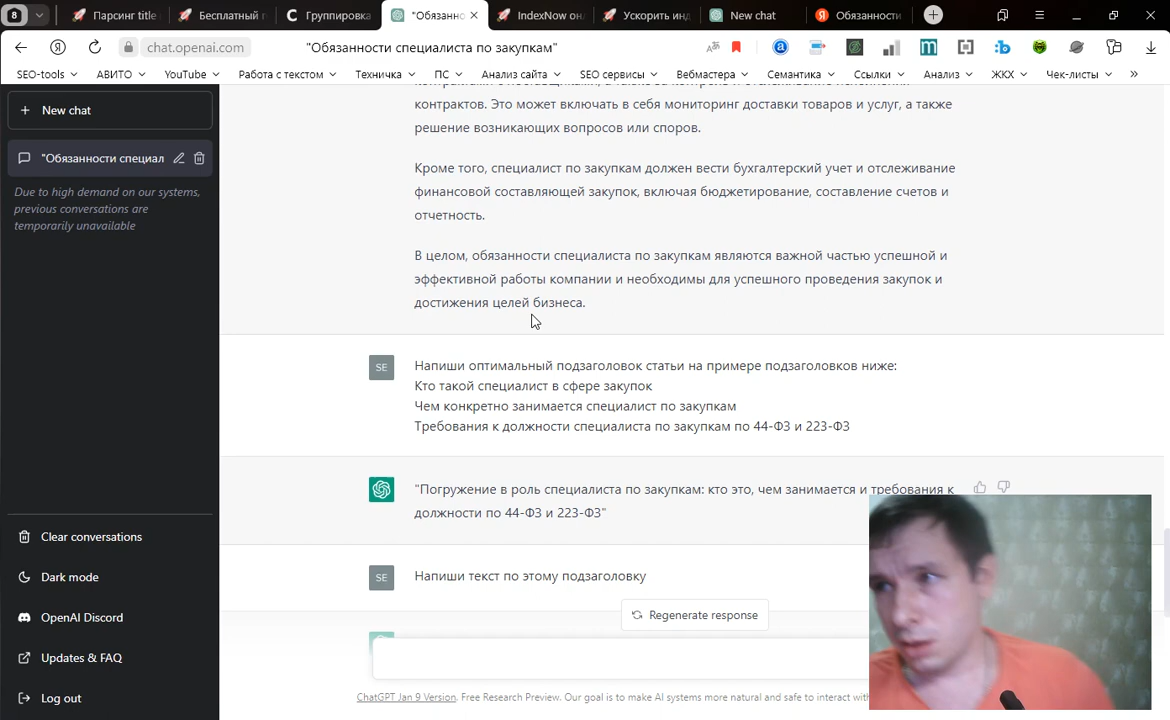 8
Парсинг title
Бесплатный
Группировка
"Обязанно
IndexNow он
Ускорить инд
New chat
Обязанности
chat.openai.com
"Обязанности специалиста по закупкам"
SEO-tools
АВИТО
YouTube
Работа с текстом
Техничка
ПС
Анализ сайта
SEO сервисы
Вебмастера
Семантика
Ссылки
Анализ
ЖКХ
Чек-листы
New chat
"Обязанности специал
Due to high demand on our systems,
previous conversations are
temporarily unavailable
контрактов. Это может включать в себя мониторинг доставки товаров и услуг, а также
решение возникающих вопросов или споров.
Кроме того, специалист по закупкам должен вести бухгалтерский учет и отслеживание
финансовой составляющей закупок, включая бюджетирование, составление счетов и
отчетность.
В целом, обязанности специалиста по закупкам являются важной частью успешной и
эффективной работы компании и необходимы для успешного проведения закупок и
достижения целей бизнеса.
SE
Напиши оптимальный подзаголовок статьи на примере подзаголовков ниже:
Кто такой специалист в сфере закупок
Чем конкретно занимается специалист по закупкам
Требования к должности специалиста по закупкам по 44-ФЗ и 223-ФЗ
"Погружение в роль специалиста по закупкам: кто это, чем занимается и требования к
должности по 44-ФЗ и 223-ФЗ"
SE
Напиши текст по этому подзаголовку
Regenerate response
Clear conversations
Dark mode
OpenAI Discord
Updates & FAQ
Log out
ChatGPT Jan 9 Version. Free Research Preview. Our goal is to make AI systems more natural and safe to interact with